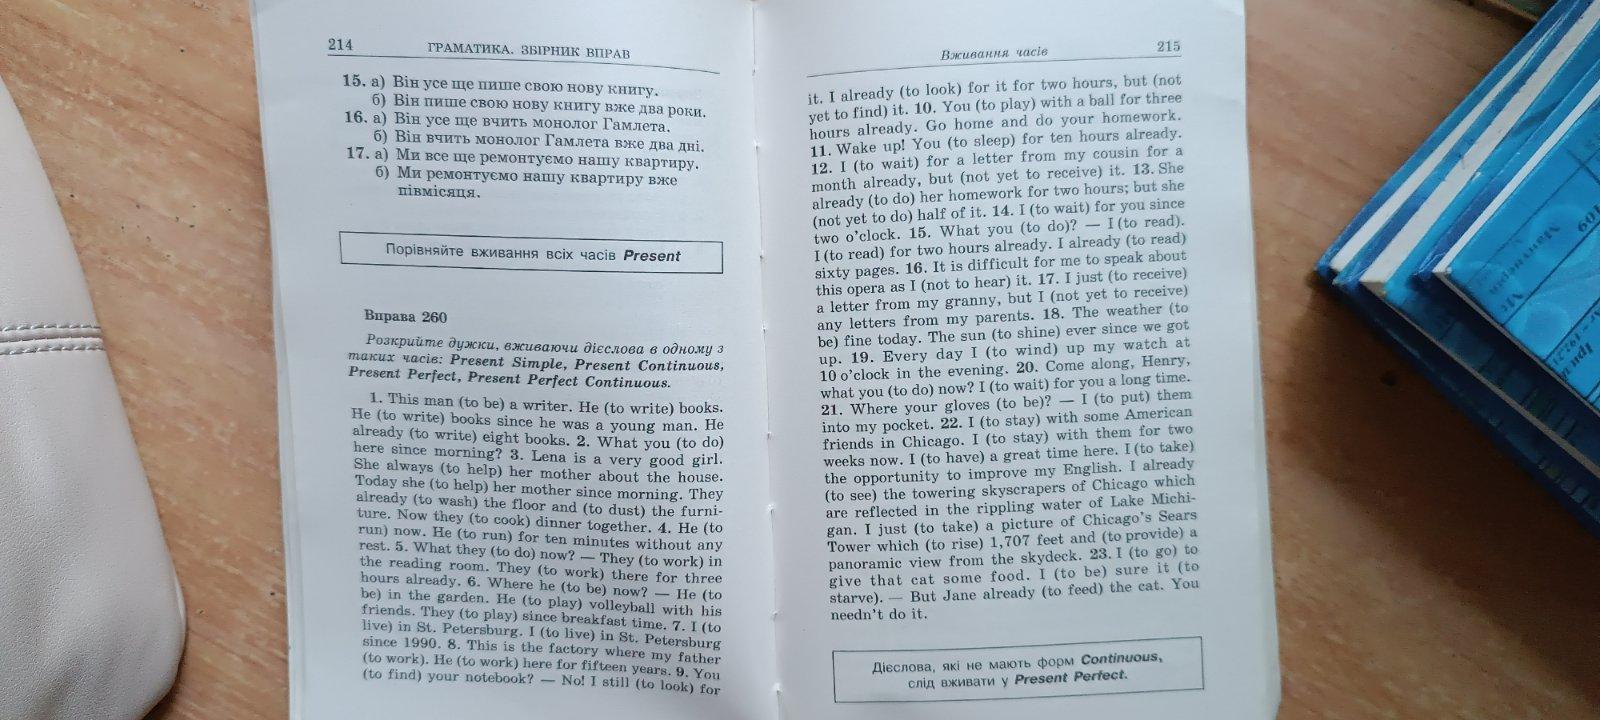 214
ГРАМАТИКА. ЗБІРНИК ВПРАВ
15. а) Він усе ще пише свою нову книгу.
б) Він пише свою нову книгу вже два роки.
16. а) Він усе ще вчить монолог Гамлета.
б) Він вчить монолог Гамлета вже два дні.
17. а) Ми все ще ремонтуємо нашу квартиру.
б) Ми ремонтуємо нашу квартиру вже
півмісяця.
Порівняйте вживання всіх часів Present
Вправа 260
Розкрийте дужки, вживаючи дієслова в одному з
таких часів: Present Simple, Present Continuous,
Present Perfect, Present Perfect Continuous.
1. This man (to be) a writer. He (to write) books.
He (to write) books since he was a young man. He
already (to write) eight books. 2. What you (to do)
here since morning? 3. Lena is a very good girl.
She always (to help) her mother about the house.
Today she (to help) her mother since morning. They
already (to wash) the floor and (to dust) the furni-
ture. Now they (to cook) dinner together. 4. He (to
run) now. He (to run) for ten minutes without any
rest. 5. What they (to do) now? — They (to work) in
the reading room. They (to work) there for three
hours already. 6. Where he (to be) now? — He (to
be) in the garden. He (to play) volleyball with his
friends. They (to play) since breakfast time. 7. I (to
live) in St. Petersburg. I (to live) in St. Petersburg
since 1990. 8. This is the factory where my father
(to work). He (to work) here for fifteen years. 9. You
(to find) your notebook? — No! I still (to look) for
Вживання часів
215
it. I already (to look) for it for two hours, but (not
yet to find) it. 10. You (to play) with a ball for three
hours already. Go home and do your homework.
11. Wake up! You (to sleep) for ten hours already.
12. I (to wait) for a letter from my cousin for a
month already, but (not yet to receive) it. 13. She
already (to do) her homework for two hours; but she
(not yet to do) half of it. 14. I (to wait) for you since
two o'clock. 15. What you (to do)? — I (to read).
I (to read) for two hours already. I already (to read)
sixty pages. 16. It is difficult for me to speak about
this opera as I (not to hear) it. 17. I just (to receive)
a letter from my granny, but I (not yet to receive)
any letters from my parents. 18. The weather (to
be) fine today. The sun (to shine) ever since we got
up. 19. Every day I (to wind) up my watch at
10 o'clock in the evening. 20. Come along, Henry,
what you (to do) now? I (to wait) for you a long time.
21. Where your gloves (to be)? — I (to put) them
into my pocket. 22. I (to stay) with some American
friends in Chicago. I (to stay) with them for two
weeks now. I (to have) a great time here. I (to take)
the opportunity to improve my English. I already
(to see) the towering skyscrapers of Chicago which
are reflected in the rippling water of Lake Michi-
gan. I just (to take) a picture of Chicago's Sears
Tower which (to rise) 1,707 feet and (to provide) a
panoramic view from the skydeck. 23. I (to go) to
give that cat some food. I (to be) sure it (to
starve). — But Jane already (to feed) the cat. You
needn't do it.
Дієслова, які не мають форм Continuous,
слід вживати у Present Perfect.